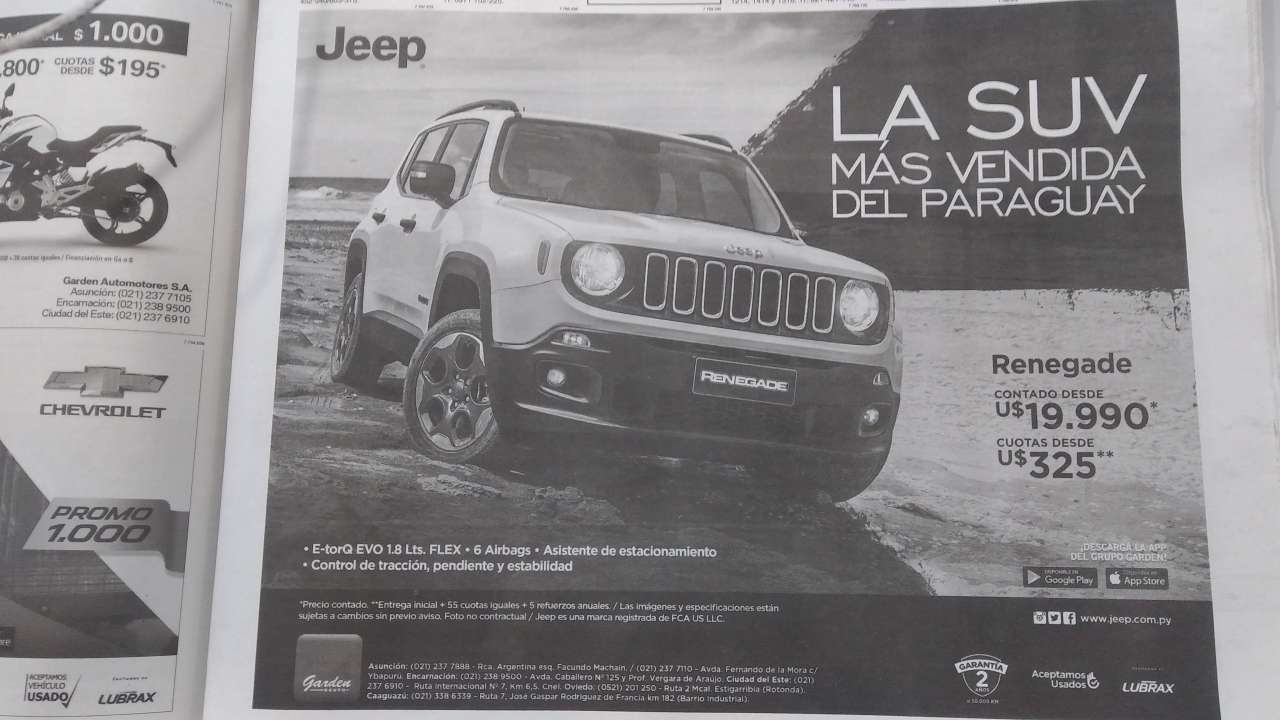 $ 1.000
.800* CUOTAS DESDE $195*
Garden Automotores S.A.
Asunción: (021) 237 7105
Encarnación: (021) 238 9500
Ciudad del Este: (021) 237 6910
CHEVROLET
PROMO
1.000
ACEPTAMOS
VEHÍCULO
USADO
LUBRAX
Jeep
LA SUV
MÁS VENDIDA
DEL PARAGUAY
Jeep
RENEGADE
Renegade
CONTADO DESDE
U$19.990*
CUOTAS DESDE
U$325**
• E-torQ EVO 1.8 Lts. FLEX • 6 Airbags • Asistente de estacionamiento
• Control de tracción, pendiente y estabilidad
¡DESCARGÁ LA APP
DEL GRUPO GARDEN!
DISPONIBLE EN Google Play
App Store
*Precio contado. **Entrega inicial + 55 cuotas iguales + 5 refuerzos anuales. / Las imágenes y especificaciones están
sujetas a cambios sin previo aviso. Foto no contractual / Jeep es una marca registrada de FCA US LLC.
www.jeep.com.py
Garden
Asunción: (021) 237 7888 - Rca. Argentina esq. Facundo Machain. / (021) 237 7110 - Avda. Fernando de la Mora c/
Ybapurú. Encarnación: (021) 238 9500 - Avda. Caballero N° 125 y Prof. Vergara de Araújo. Ciudad del Este: (021)
237 6910 - Ruta Internacional N° 7, Km 6,5. Cnel. Oviedo: (0521) 201 250 - Ruta 2 Mcal. Estigarribia (Rotonda).
Caaguazú: (021) 338 6339 - Ruta 7, José Gaspar Rodríguez de Francia km 182 (Barrio Industrial).
GARANTÍA
2
AÑOS
Aceptamos
Usados
LUBRAX